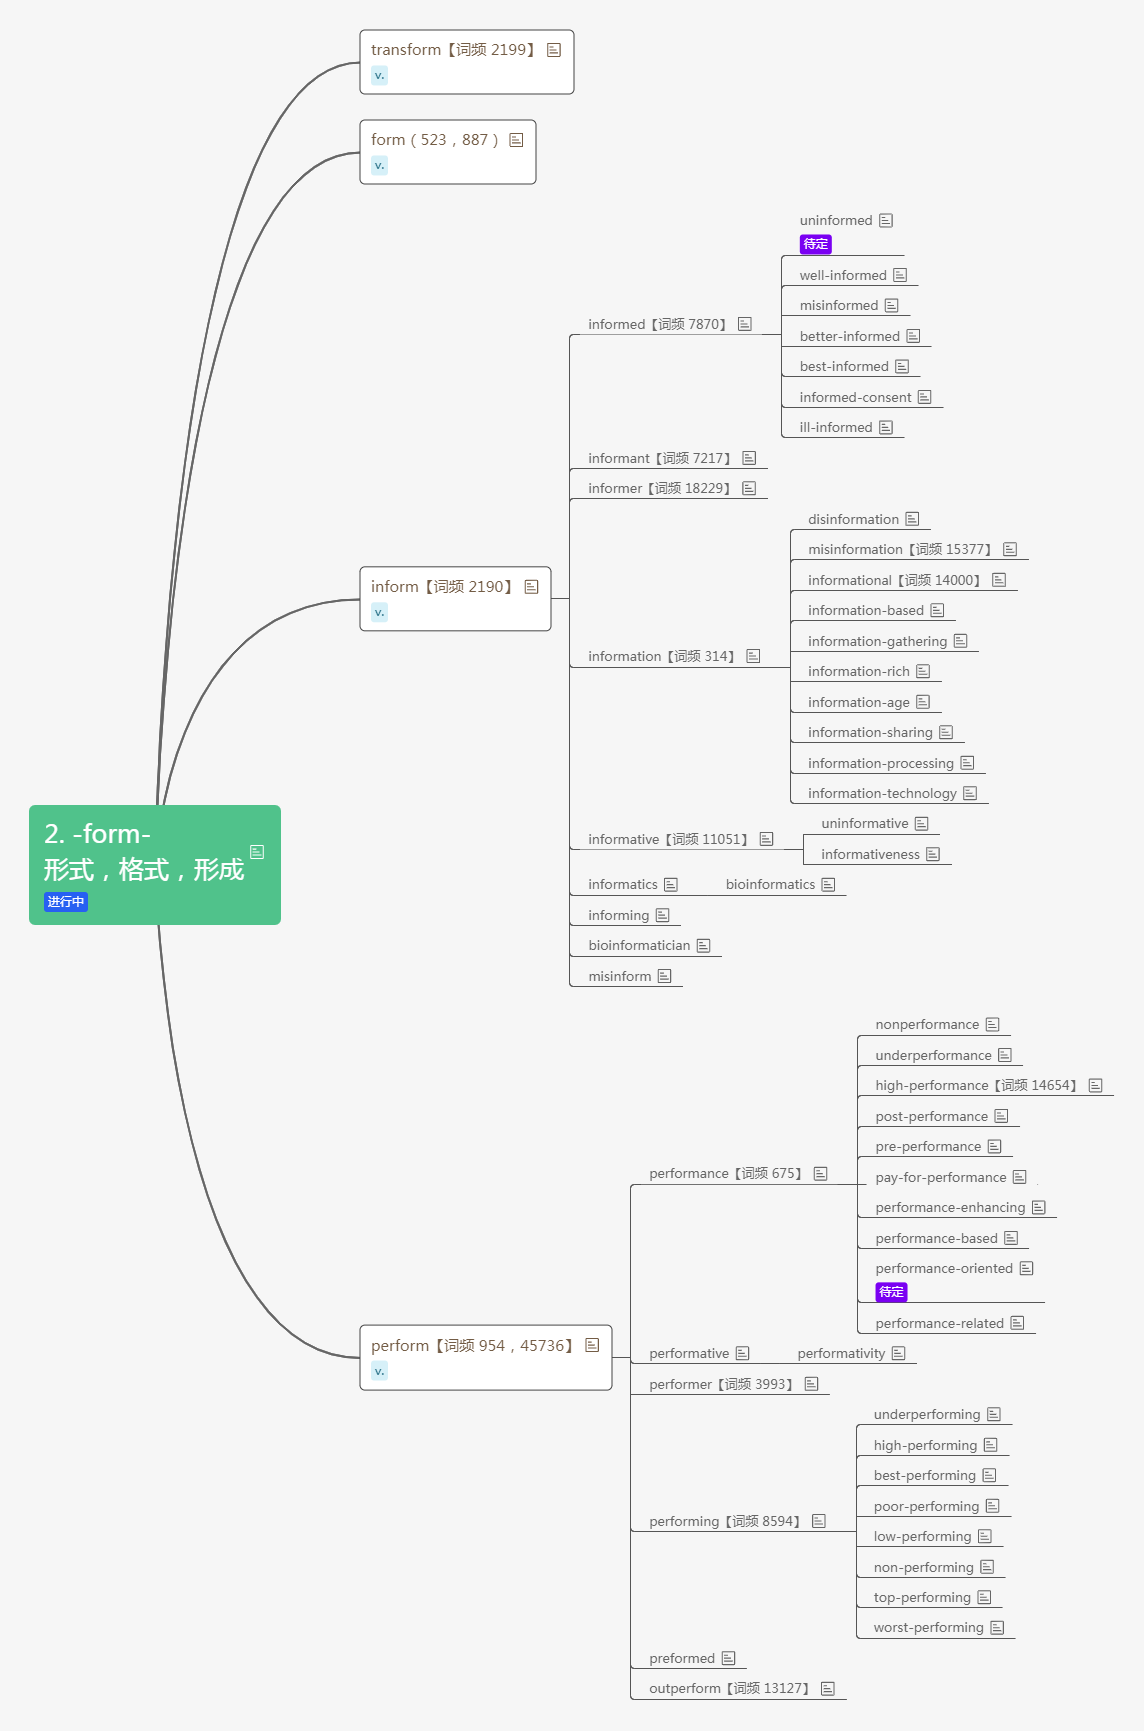 transform【词频 2199】
v.
form（523，887）
v.
uninformed
待定
well-informed
misinformed
informed【词频 7870】
better-informed
best-informed
informed-consent
ill-informed
informant【词频 7217】
informer【词频 18229】
disinformation
misinformation【词频 15377】
informational【词频 14000】
inform【词频 2190】
v.
information-based
information-gathering
information【词频 314】
information-rich
information-age
information-sharing
information-processing
information-technology
2. -form-
形式，格式，形成
进行中
uninformative
informative【词频 11051】
informativeness
informatics
bioinformatics
informing
bioinformatician
misinform
nonperformance
underperformance
high-performance【词频 14654】
post-performance
pre-performance
performance【词频 675】
pay-for-performance
performance-enhancing
performance-based
performance-oriented
待定
performance-related
perform【词频 954，45736】
v.
performative
performativity
performer【词频 3993】
underperforming
high-performing
best-performing
poor-performing
performing【词频 8594】
low-performing
non-performing
top-performing
worst-performing
preformed
outperform【词频 13127】